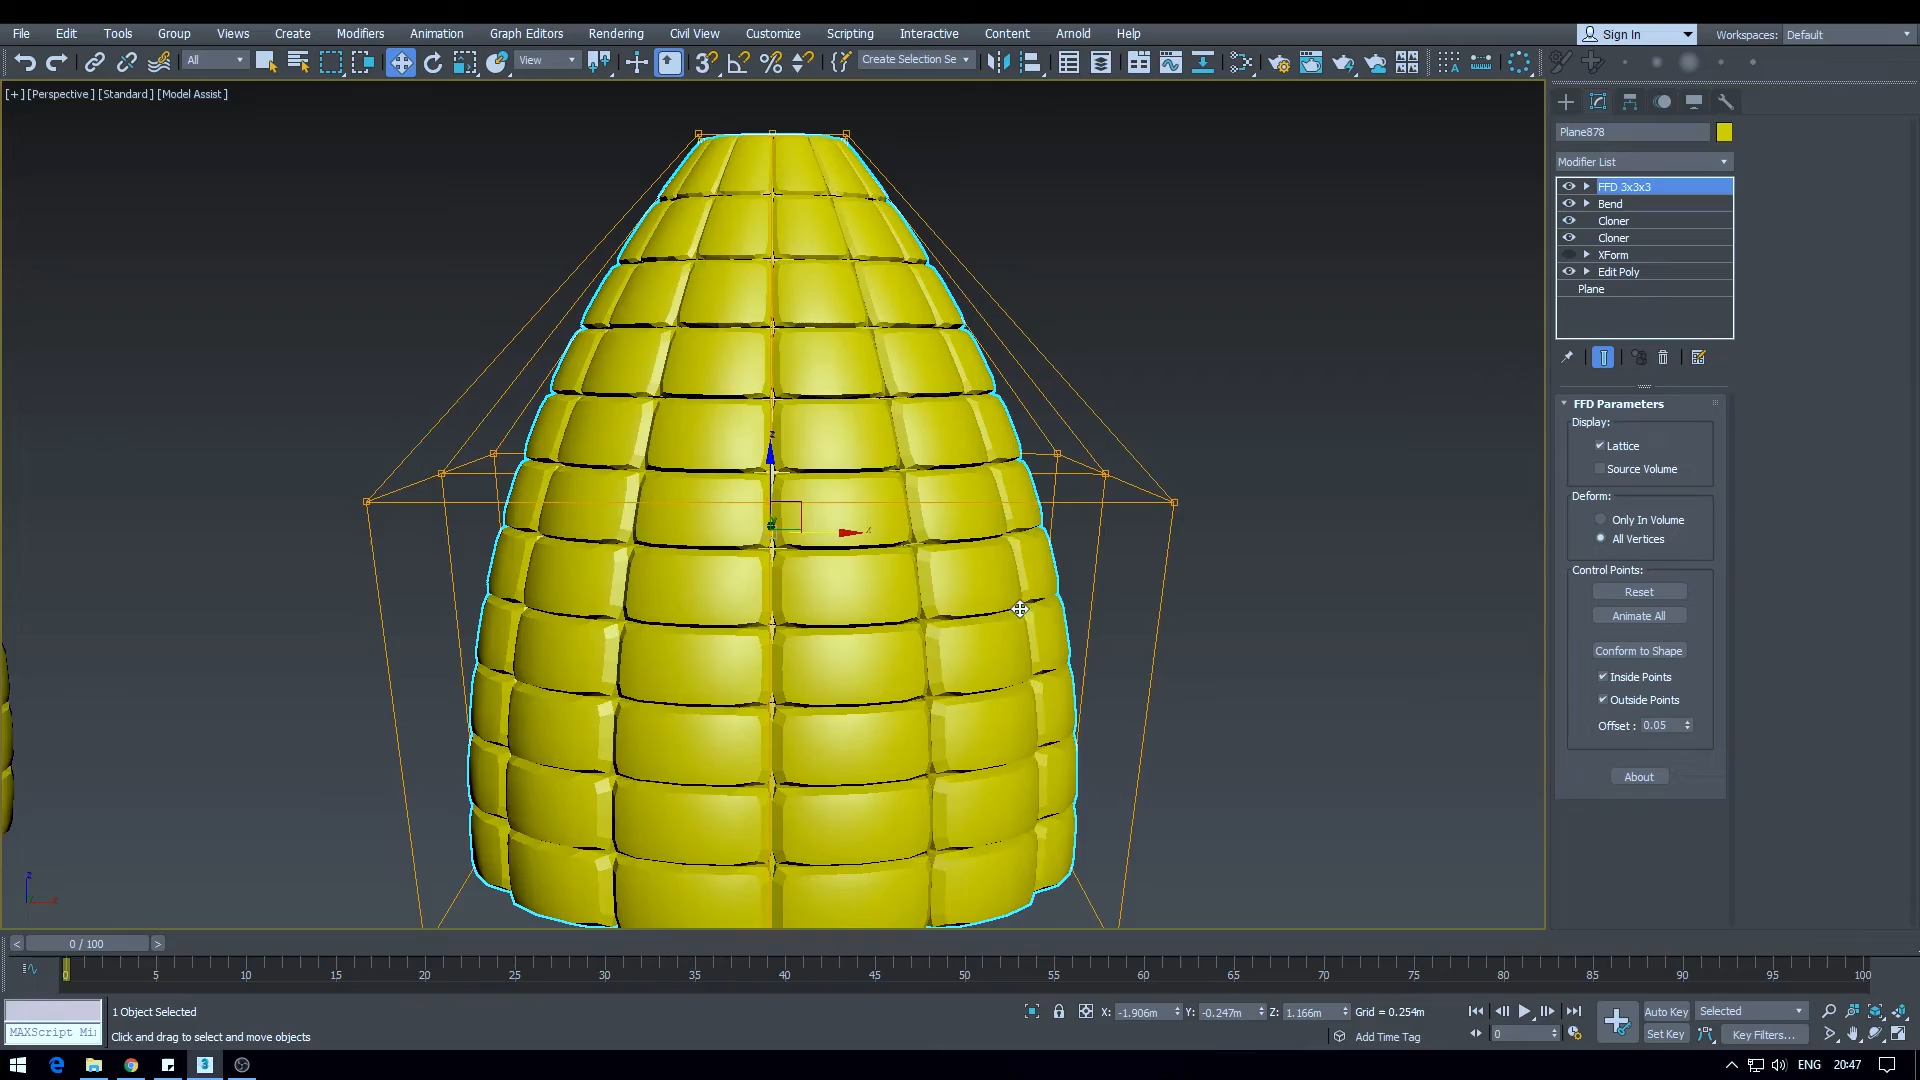 File Edit Tools Group Views Create Modifiers Animation Graph Editors Rendering Civil View Customize Scripting Interactive Content Arnold Help
Sign In Workspaces: Default
All View 3 Create Selection Se
[+] [Perspective ] [Standard ] [Model Assist ]
Plane878
Modifier List
FFD 3x3x3
Bend
Cloner
Cloner
XForm
Edit Poly
Plane
FFD Parameters
Display:
Lattice
Source Volume
Deform:
Only In Volume
All Vertices
Control Points:
Reset
Animate All
Conform to Shape
Inside Points
Outside Points
Offset : 0.05
About
z
x
z
< 0 / 100 >
0 5 10 15 20 25 30 35 40 45 50 55 60 65 70 75 80 85 90 95 100
1 Object Selected
X: -1.906m Y: -0.247m Z: 1.166m Grid = 0.254m
Auto Key Selected
MAXScript Mi
Click and drag to select and move objects
Add Time Tag
0
Set Key Key Filters...
3 ENG 20:47